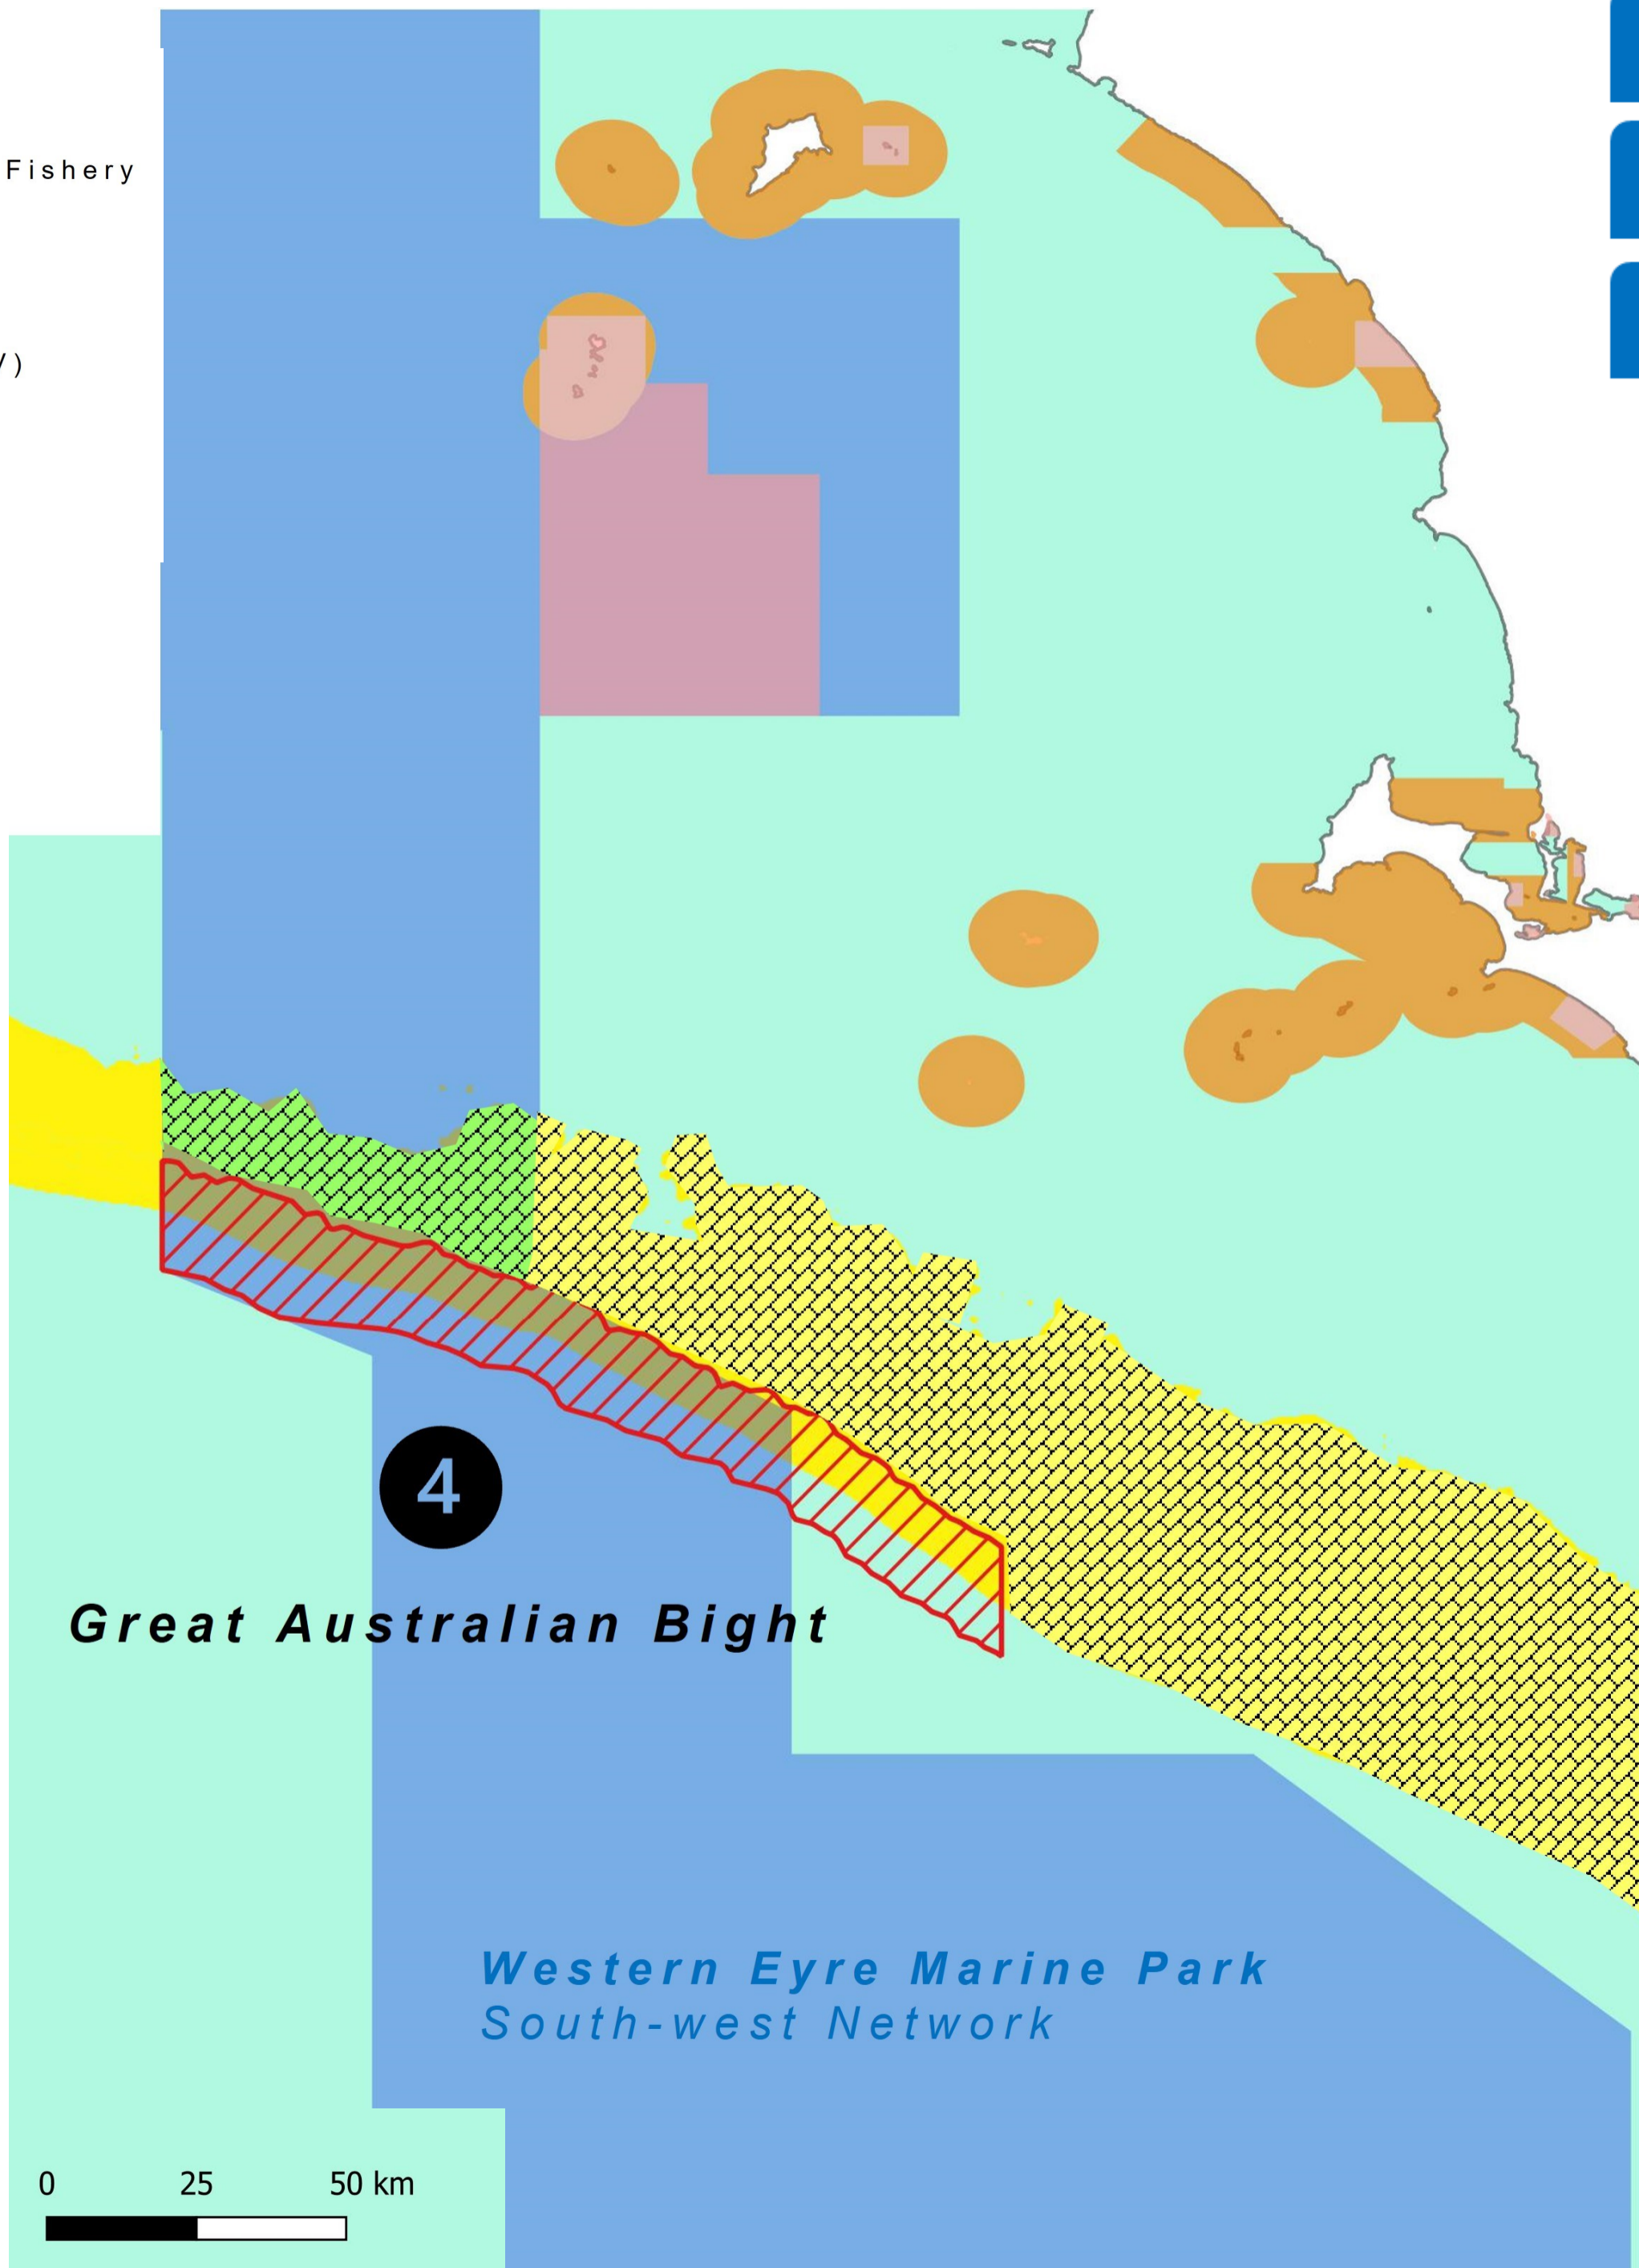 Fishery
/)
4
Great Australian Bight
Western Eyre Marine Park
South-west Network
0 25 50 km